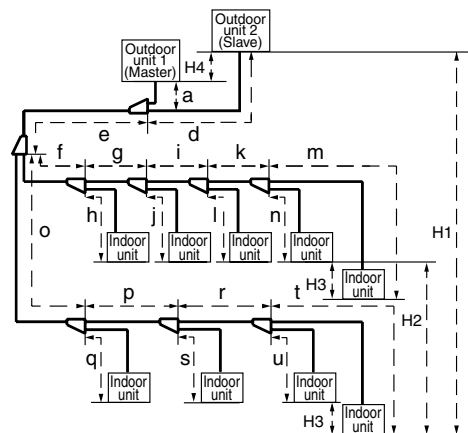 Outdoor
unit 2
(Slave)
Outdoor
unit 1
(Master)
H4
a
e
d
f
g
i
k
m
h
j
l
n
o
H1
Indoor
unit
Indoor
unit
Indoor
unit
Indoor
unit
H3
Indoor
unit
H2
p
r
t
q
s
u
Indoor
unit
Indoor
unit
Indoor
unit
H3
Indoor
unit